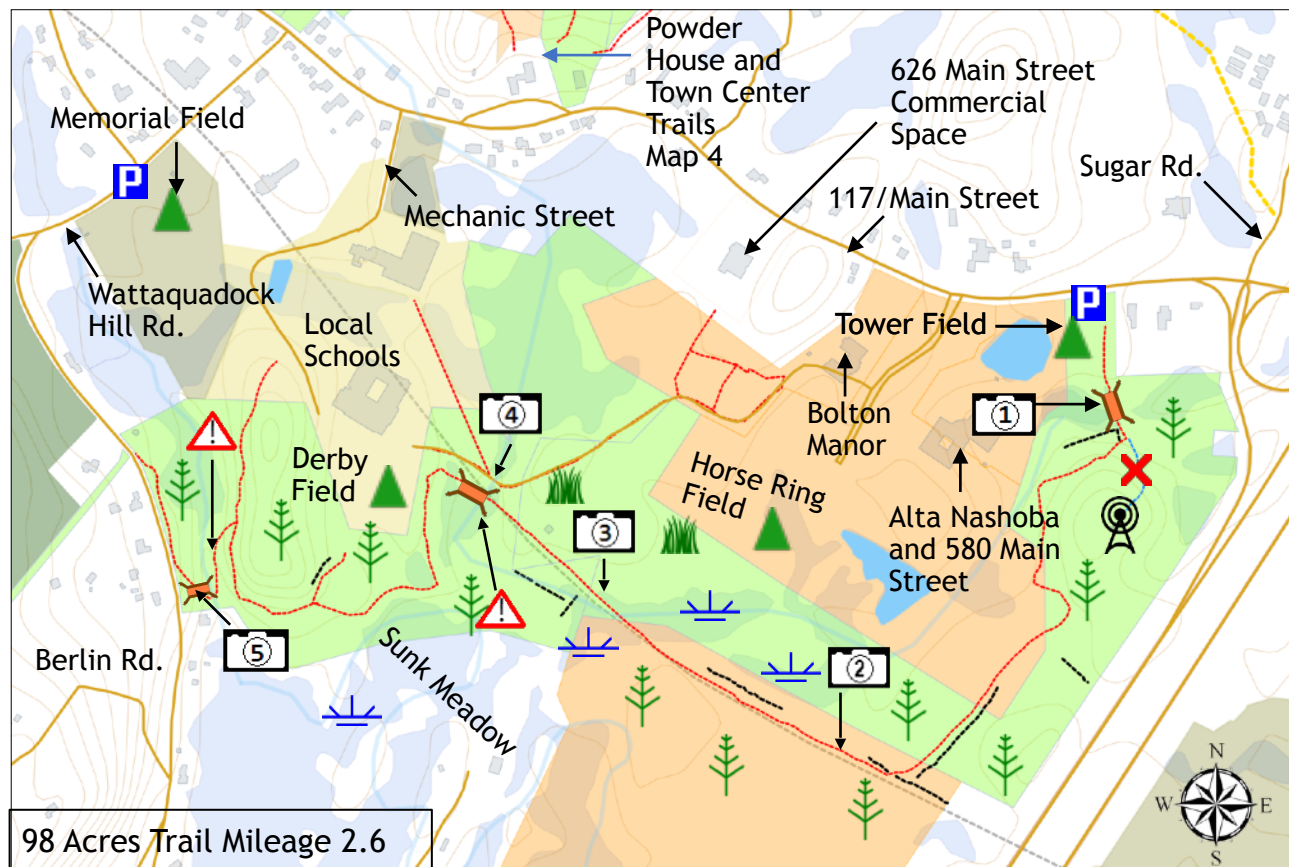 Powder
House and
Town Center
Trails
Map 4
626 Main Street
Commercial
Space
Memorial Field
P
Sugar Rd.
117/Main Street
Mechanic Street
Wattaquadock
Hill Rd.
Local
Schools
P
Tower Field
Bolton
Manor
1
4
!
Derby
Field
Horse Ring
Field
3
Alta Nashoba
and 580 Main
Street
!
5
2
Berlin Rd.
Sunk Meadow
N
W E
S
98 Acres Trail Mileage 2.6